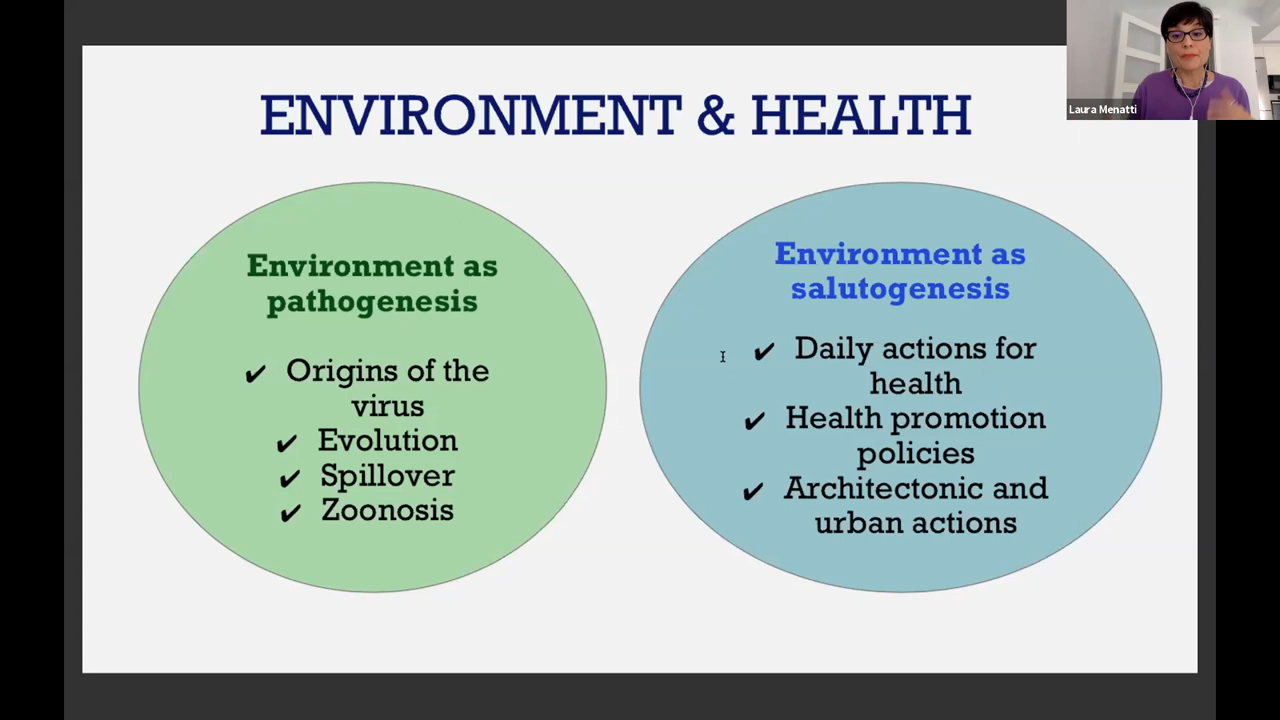 Laura Menatti
ENVIRONMENT & HEALTH
Environment as
pathogenesis
✔ Origins of the
virus
✔ Evolution
✔ Spillover
✔ Zoonosis
Environment as
salutogenesis
✔ Daily actions for
health
✔ Health promotion
policies
✔ Architectonic and
urban actions